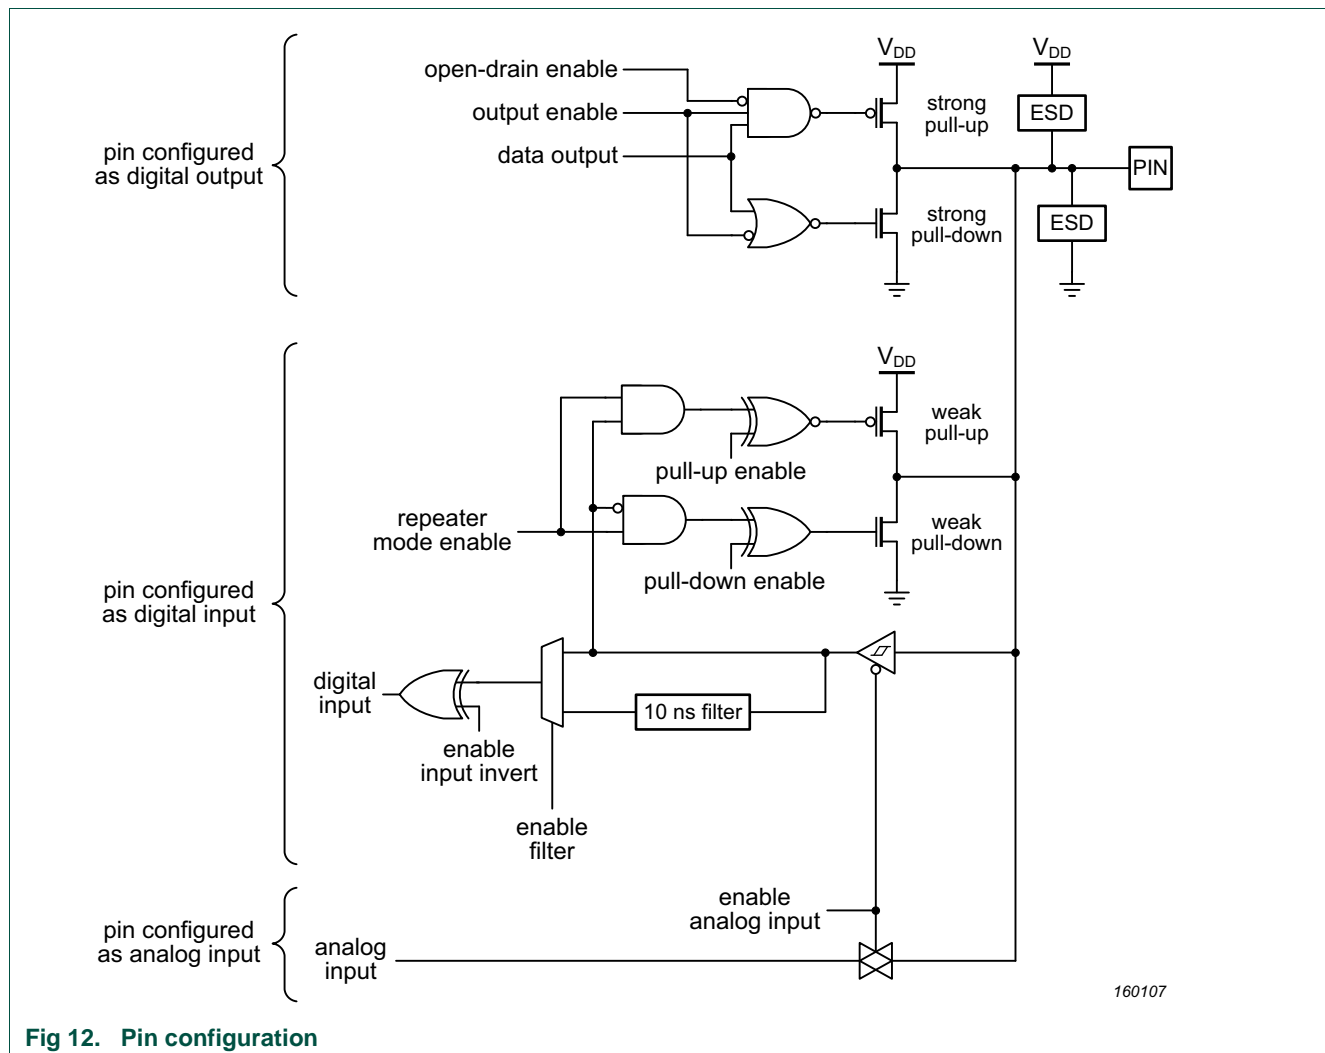 V_DD
V_DD
open-drain enable
output enable
data output
strong
pull-up
ESD
pin configured
as digital output
PIN
strong
pull-down
ESD
V_DD
weak
pull-up
pull-up enable
repeater
mode enable
weak
pull-down
pull-down enable
pin configured
as digital input
digital
input
10 ns filter
enable
input invert
enable
filter
enable
analog input
pin configured
as analog input
analog
input
160107
Fig 12. Pin configuration